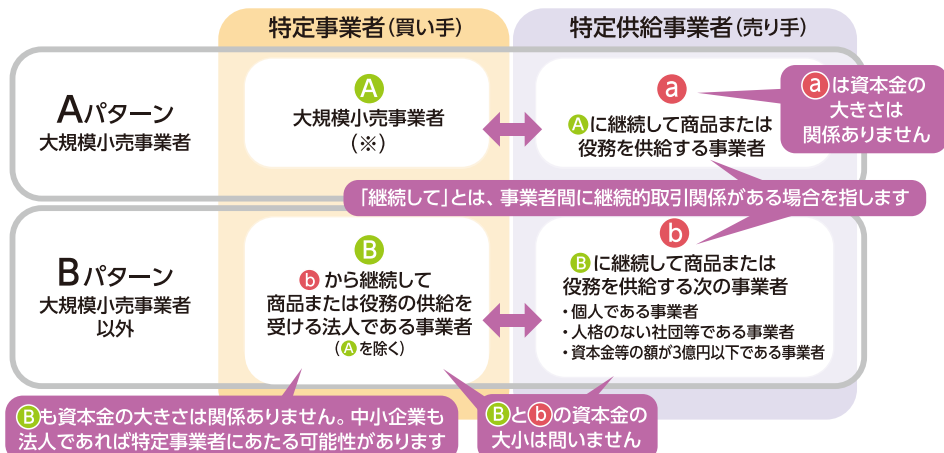 特定事業者(買い手)
特定供給事業者(売り手)
Aパターン
大規模小売事業者
A
大規模小売事業者
(※)
a
Aに継続して商品または
役務を供給する事業者
aは資本金の
大きさは
関係ありません
「継続して」とは、事業者間に継続的取引関係がある場合を指します
Bパターン
大規模小売事業者
以外
B
bから継続して
商品または役務の供給を
受ける法人である事業者
(Aを除く)
b
Bに継続して商品または
役務を供給する次の事業者
・個人である事業者
・人格のない社団等である事業者
・資本金等の額が3億円以下である事業者
Bも資本金の大きさは関係ありません。中小企業も
法人であれば特定事業者にあたる可能性があります
Bとbの資本金の
大小は問いません